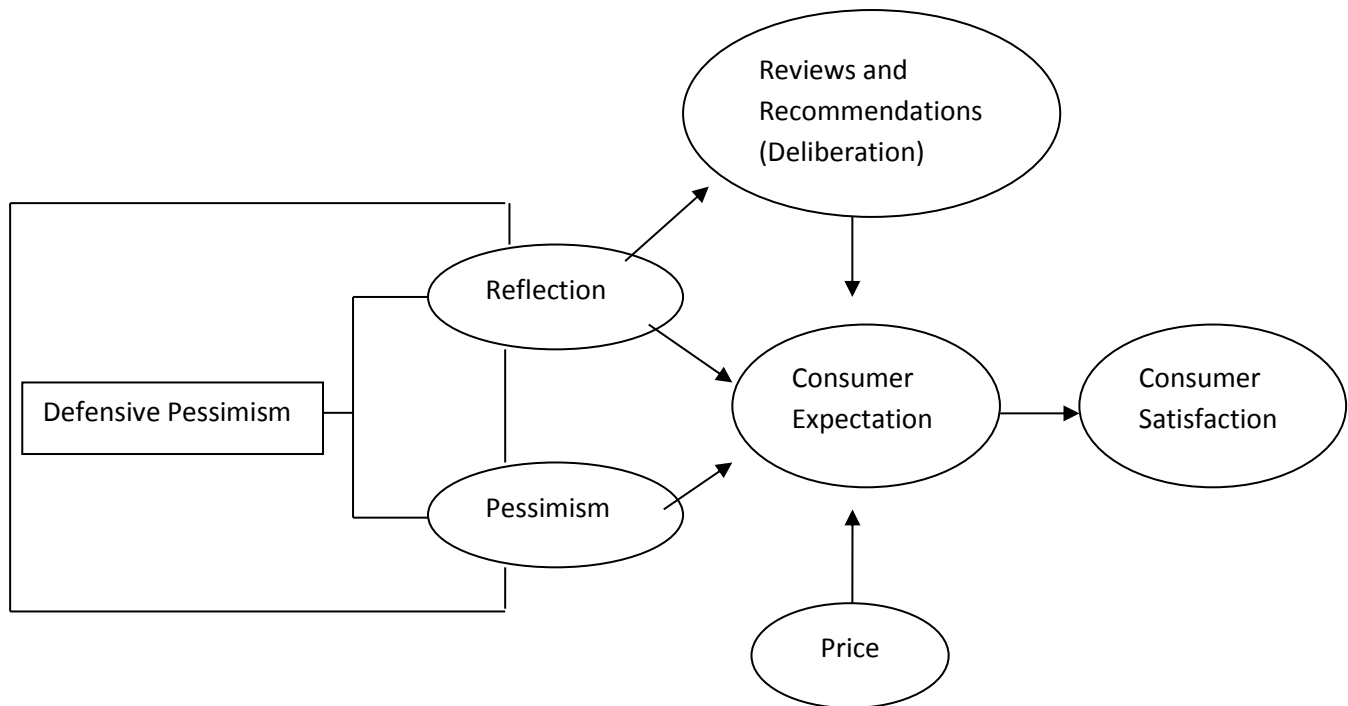 Reviews and
Recommendations
(Deliberation)
Reflection
Defensive Pessimism
Consumer
Expectation
Consumer
Satisfaction
Pessimism
Price